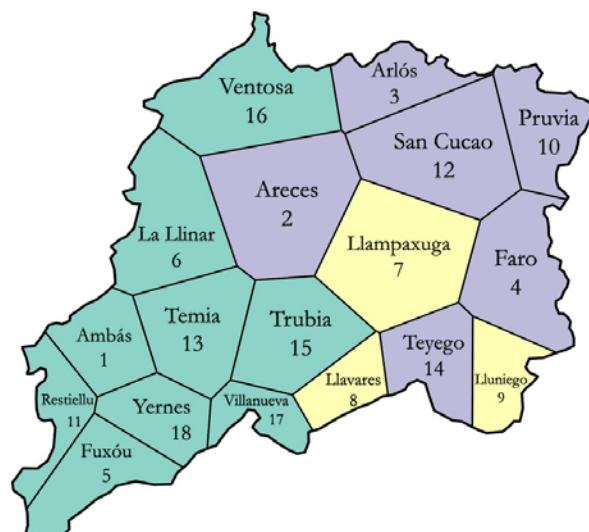 Ventosa
16
Arlós
3
Pruvia
10
San Cucao
12
Areces
2
La Llinar
6
Llampaxuga
7
Faro
4
Temia
13
Trubia
15
Ambás
1
Teyego
14
Llavares
8
Lluniego
9
Restiellu
11
Yernes
18
Villanueva
17
Fuxóu
5